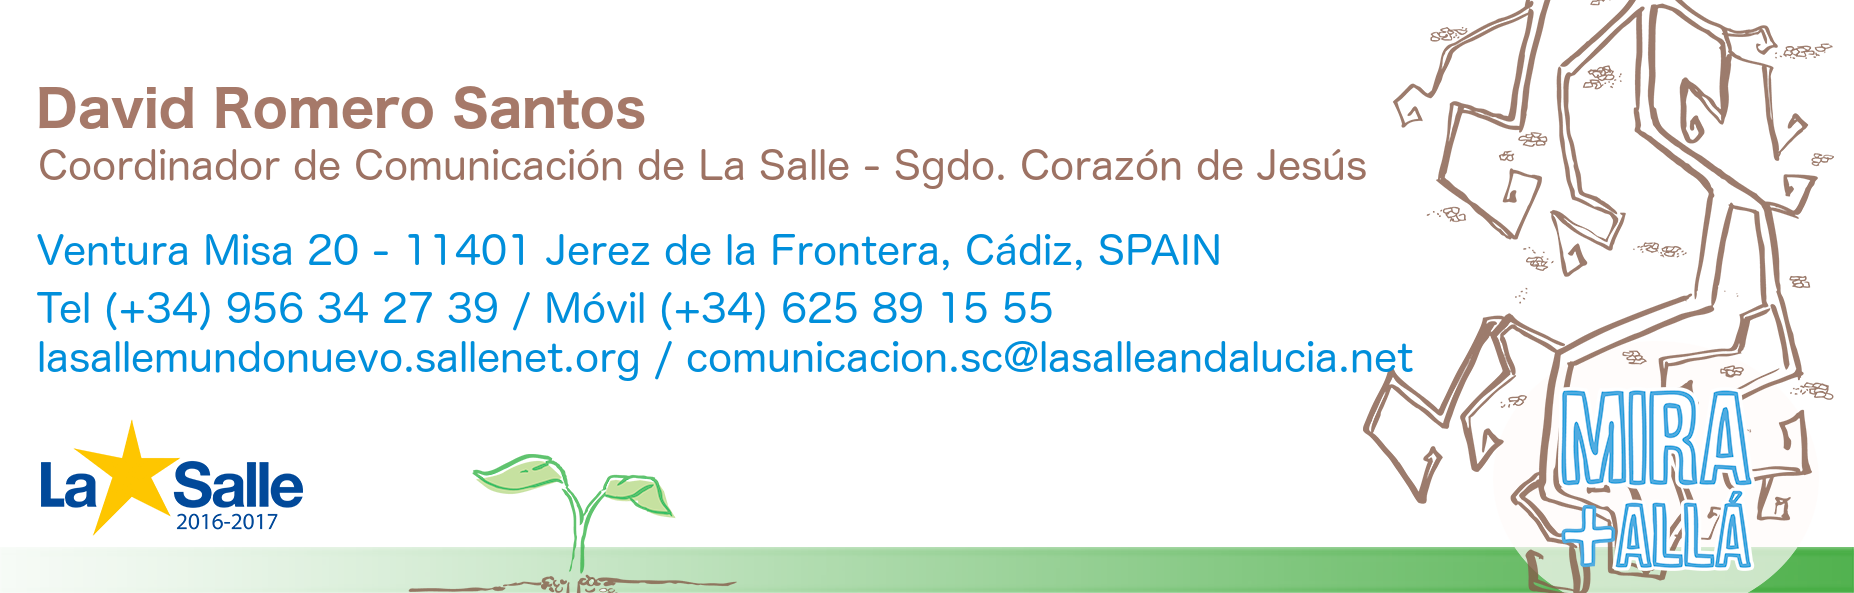 David Romero Santos
Coordinador de Comunicación de La Salle - Sgdo. Corazón de Jesús
Ventura Misa 20 - 11401 Jerez de la Frontera, Cádiz, SPAIN
Tel (+34) 956 34 27 39 / Móvil (+34) 625 89 15 55
lasallemundonuevo.sallenet.org / comunicacion.sc@lasalleandalucia.net
La Salle
2016-2017
MIRA
+ALLÁ